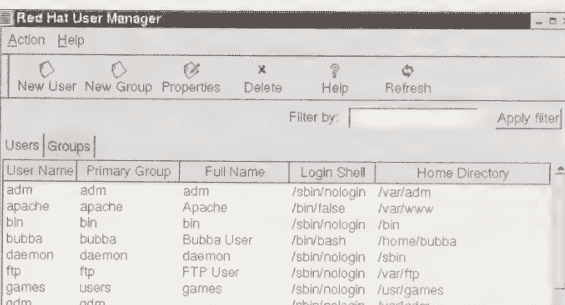 Red Hat User Manager
Action Help
New User New Group Properties Delete Help Refresh
Filter by: Apply filter
Users Groups
User Name Primary Group Full Name Login Shell Home Directory
adm adm adm /sbin/nologin /var/adm
apache apache Apache /bin/false /var/www
bin bin bin /sbin/nologin /bin
bubba bubba Bubba User /bin/bash /home/bubba
daemon daemon daemon /sbin/nologin /sbin
ftp ftp FTP User /sbin/nologin /var/ftp
games users games /sbin/nologin /usr/games
gdm gdm /sbin/nologin